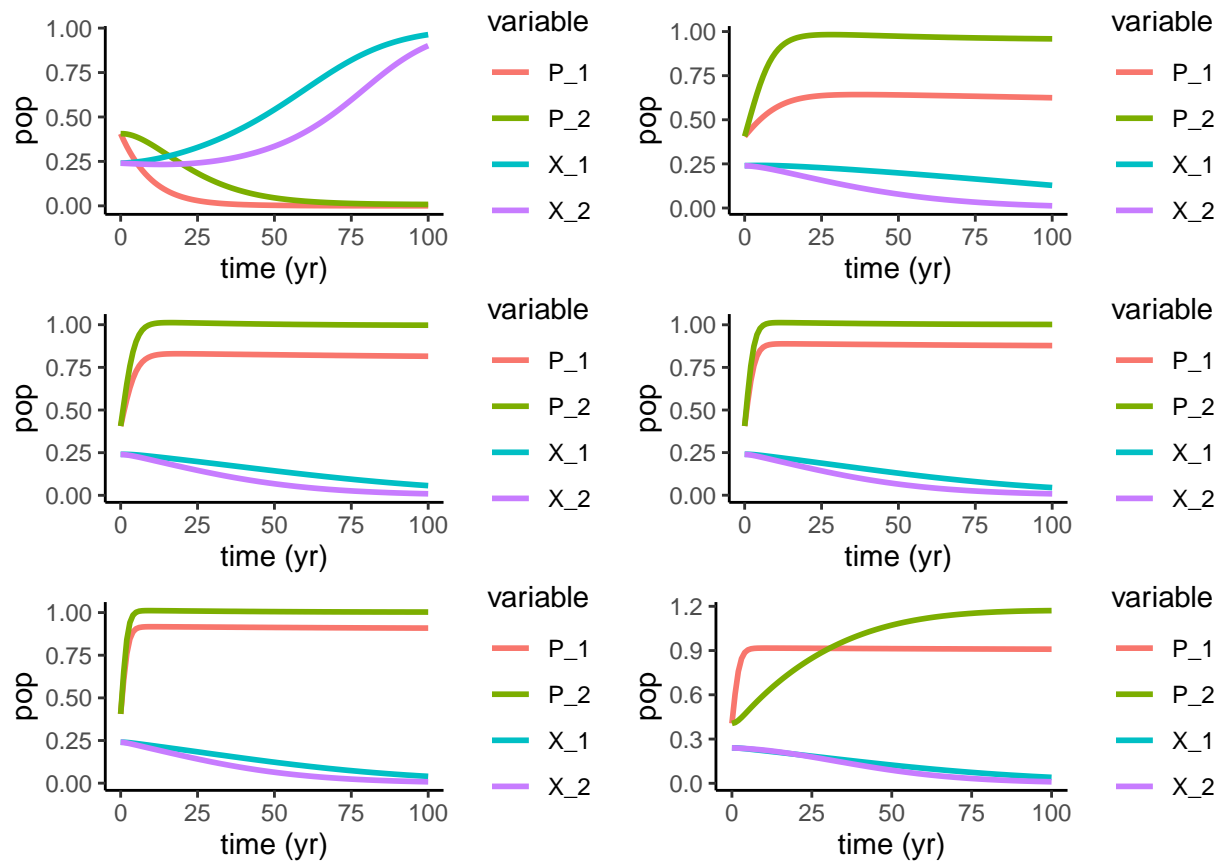 variable
1.00
0.75
0.50
0.25
0.00
pop
0 25 50 75 100
time (yr)
P_1
P_2
X_1
X_2
variable
1.00
0.75
0.50
0.25
0.00
pop
0 25 50 75 100
time (yr)
P_1
P_2
X_1
X_2
variable
1.00
0.75
0.50
0.25
0.00
pop
0 25 50 75 100
time (yr)
P_1
P_2
X_1
X_2
variable
1.00
0.75
0.50
0.25
0.00
pop
0 25 50 75 100
time (yr)
P_1
P_2
X_1
X_2
variable
1.00
0.75
0.50
0.25
0.00
pop
0 25 50 75 100
time (yr)
P_1
P_2
X_1
X_2
variable
1.2
0.9
0.6
0.3
0.0
pop
0 25 50 75 100
time (yr)
P_1
P_2
X_1
X_2